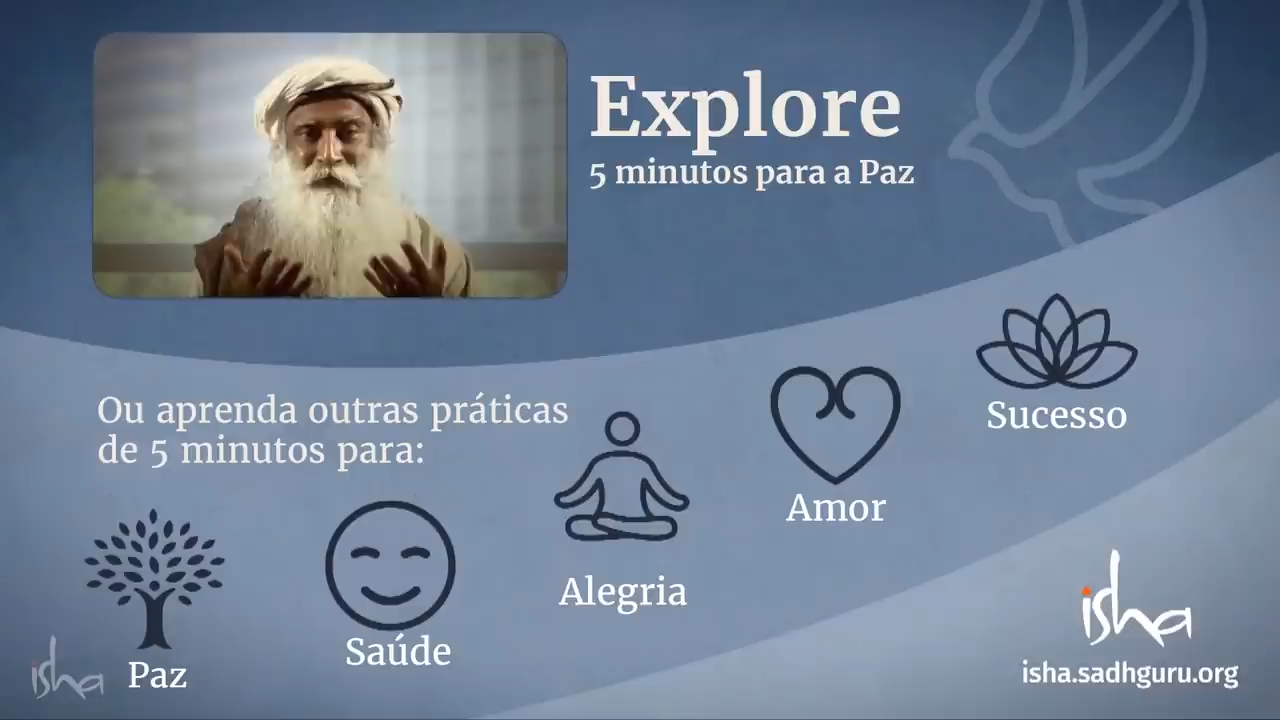 Explore
5 minutos para a Paz
Ou aprenda outras práticas
de 5 minutos para:
Sucesso
Amor
Alegria
Saúde
Paz
isha
isha
isha.sadhguru.org